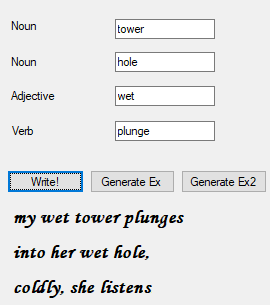 Noun tower
Noun hole
Adjective wet
Verb plunge
Write! Generate Ex Generate Ex2
my wet tower plunges
into her wet hole,
coldly, she listens